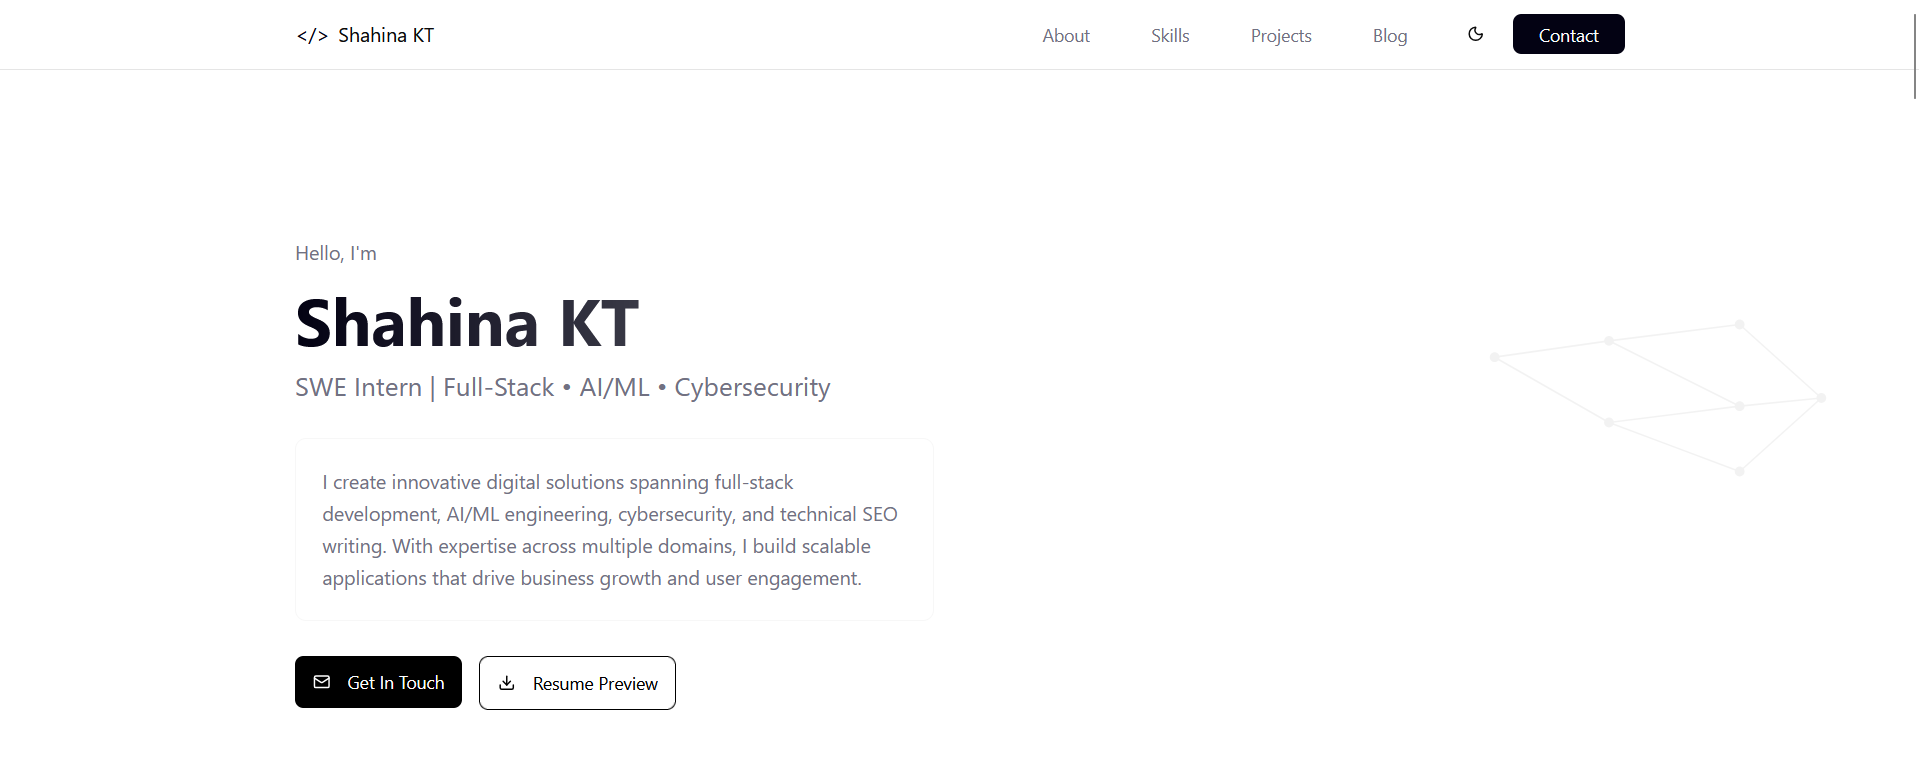 </> Shahina KT
About
Skills
Projects
Blog
Contact
Hello, I'm
Shahina KT
SWE Intern | Full-Stack • AI/ML • Cybersecurity
I create innovative digital solutions spanning full-stack
development, AI/ML engineering, cybersecurity, and technical SEO
writing. With expertise across multiple domains, I build scalable
applications that drive business growth and user engagement.
Get In Touch
Resume Preview